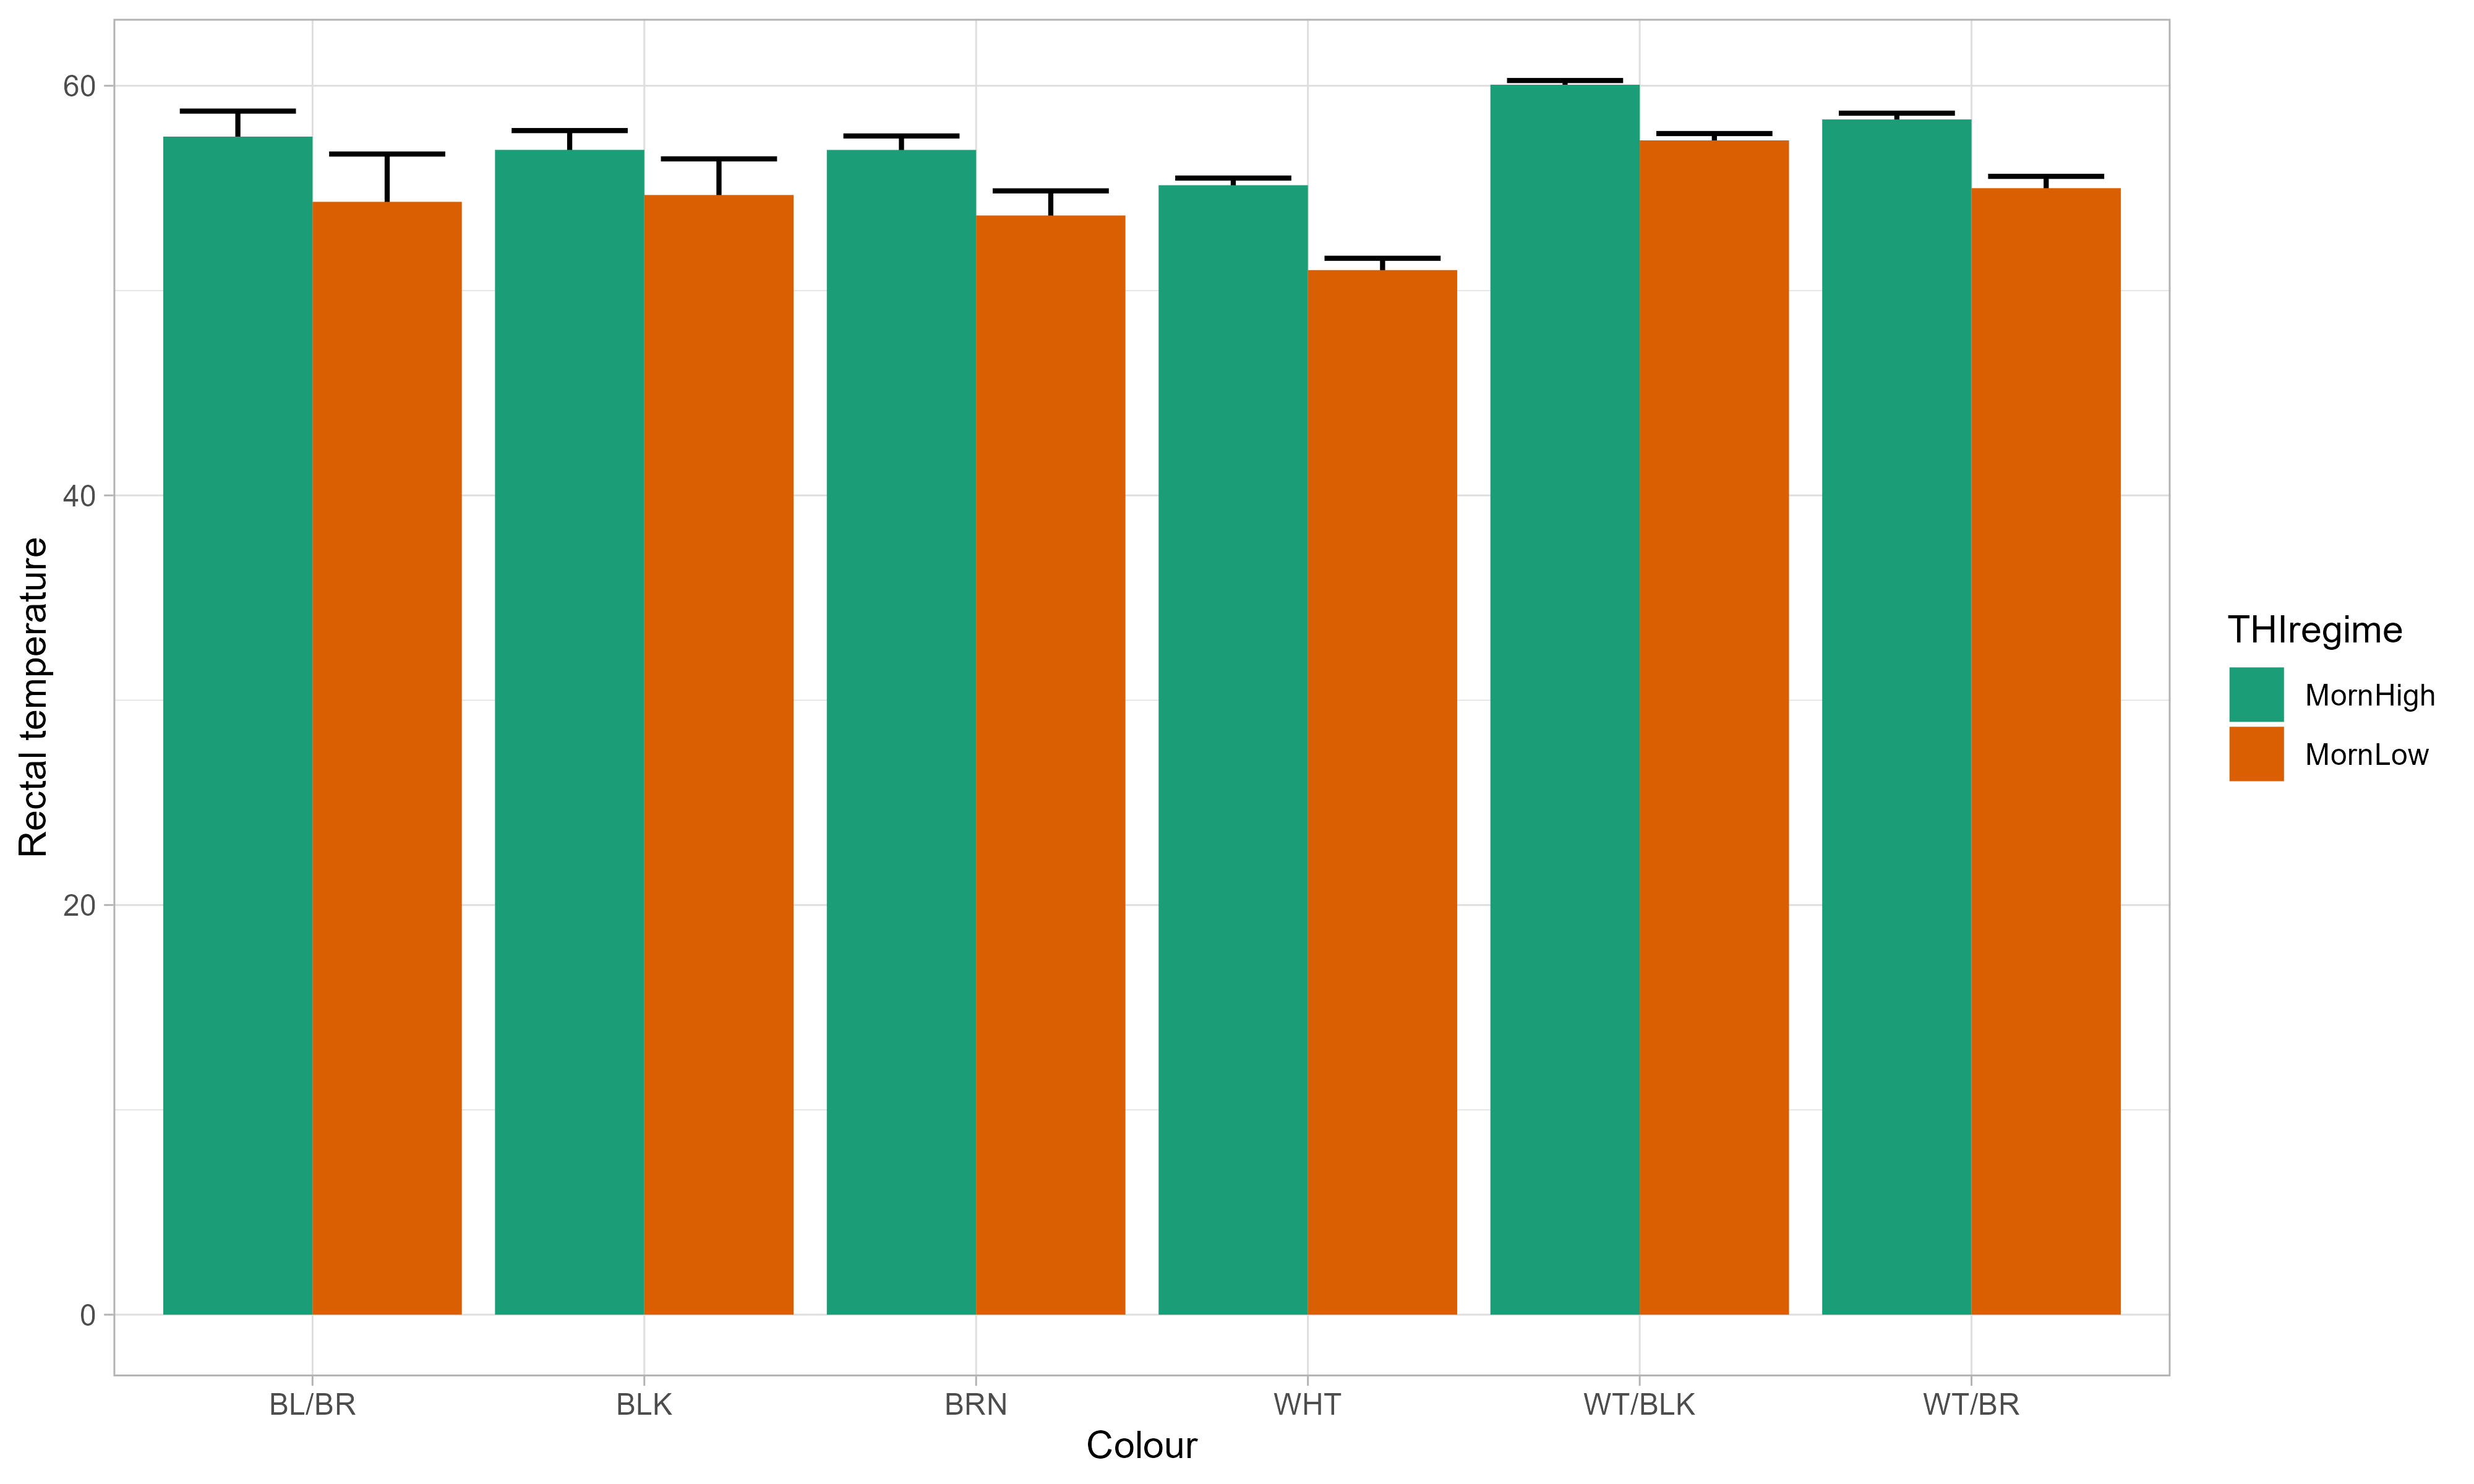 60
40
20
0
Rectal temperature
BL/BR BLK BRN WHT WT/BLK WT/BR
Colour
THIregime
MornHigh
MornLow